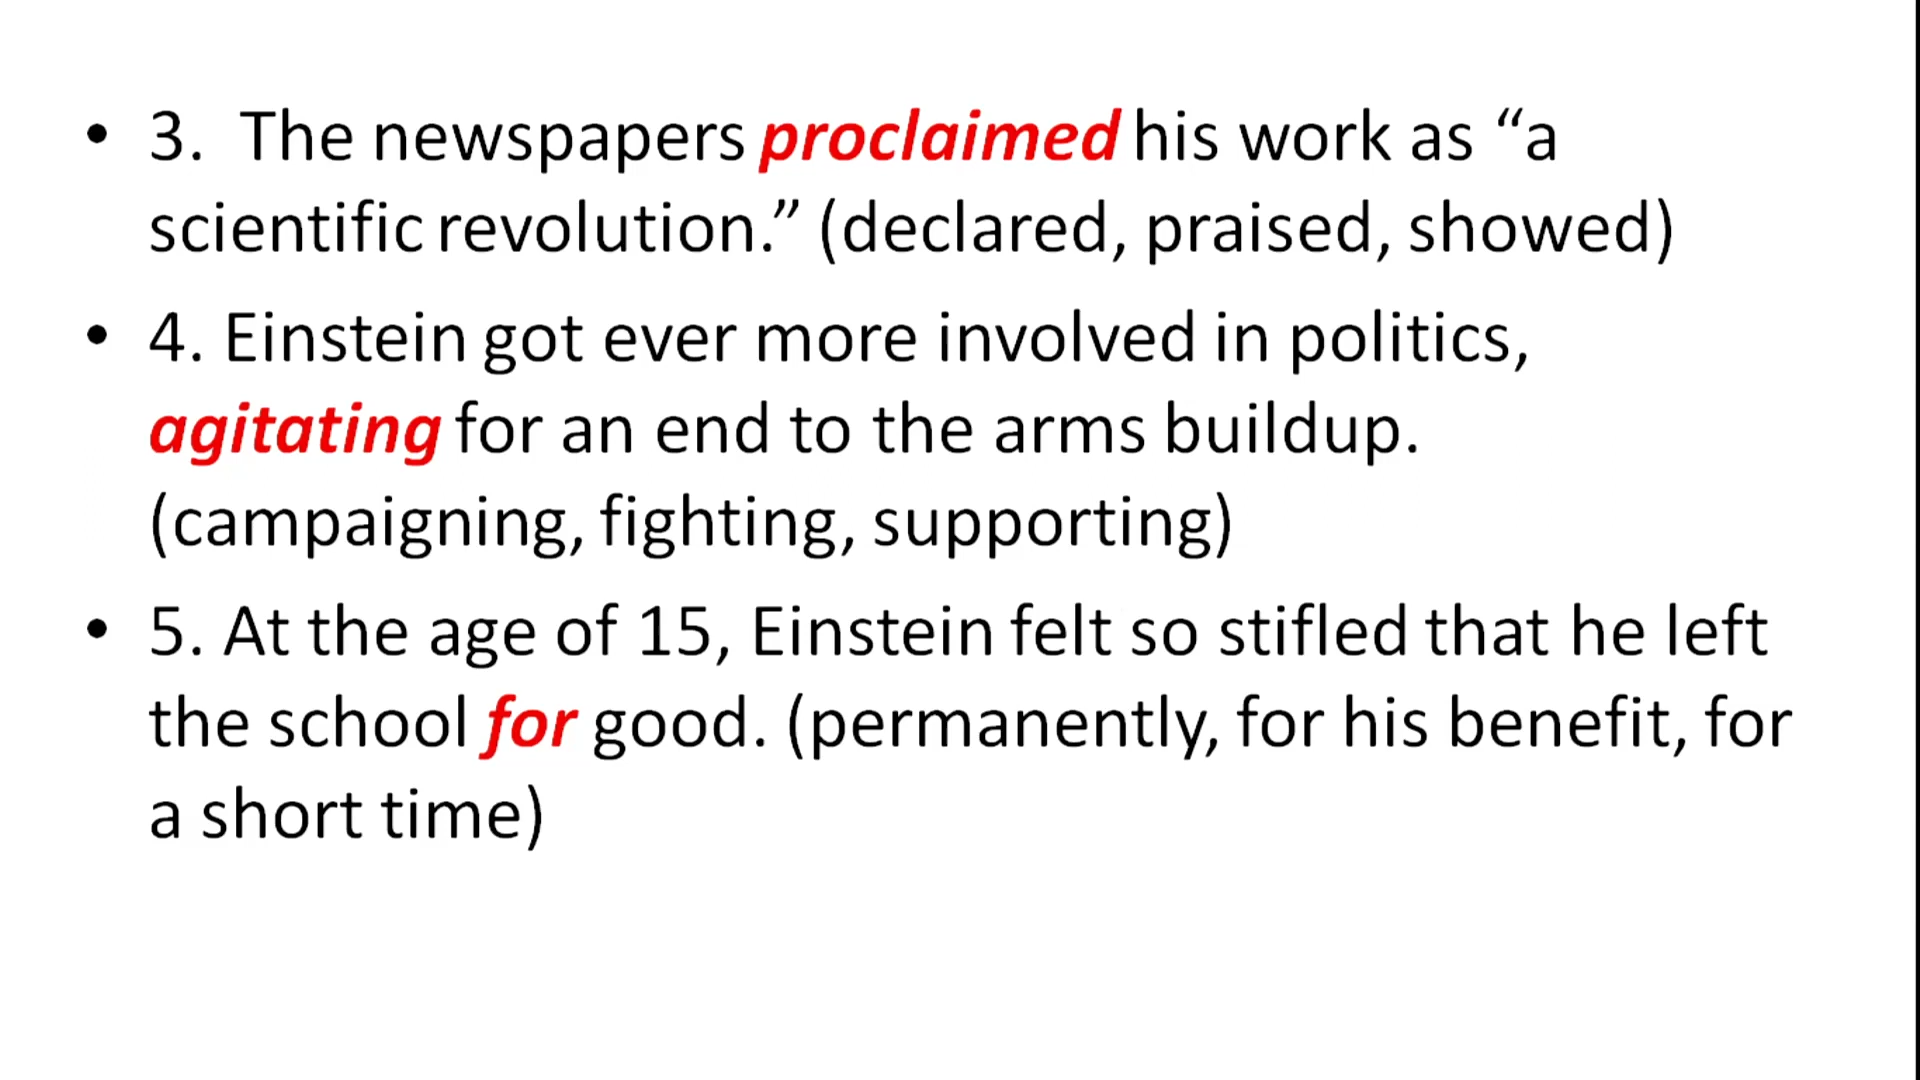 • 3.  The newspapers proclaimed his work as “a
scientific revolution.” (declared, praised, showed)
• 4. Einstein got ever more involved in politics,
agitating for an end to the arms buildup.
(campaigning, fighting, supporting)
• 5. At the age of 15, Einstein felt so stifled that he left
the school for good. (permanently, for his benefit, for
a short time)